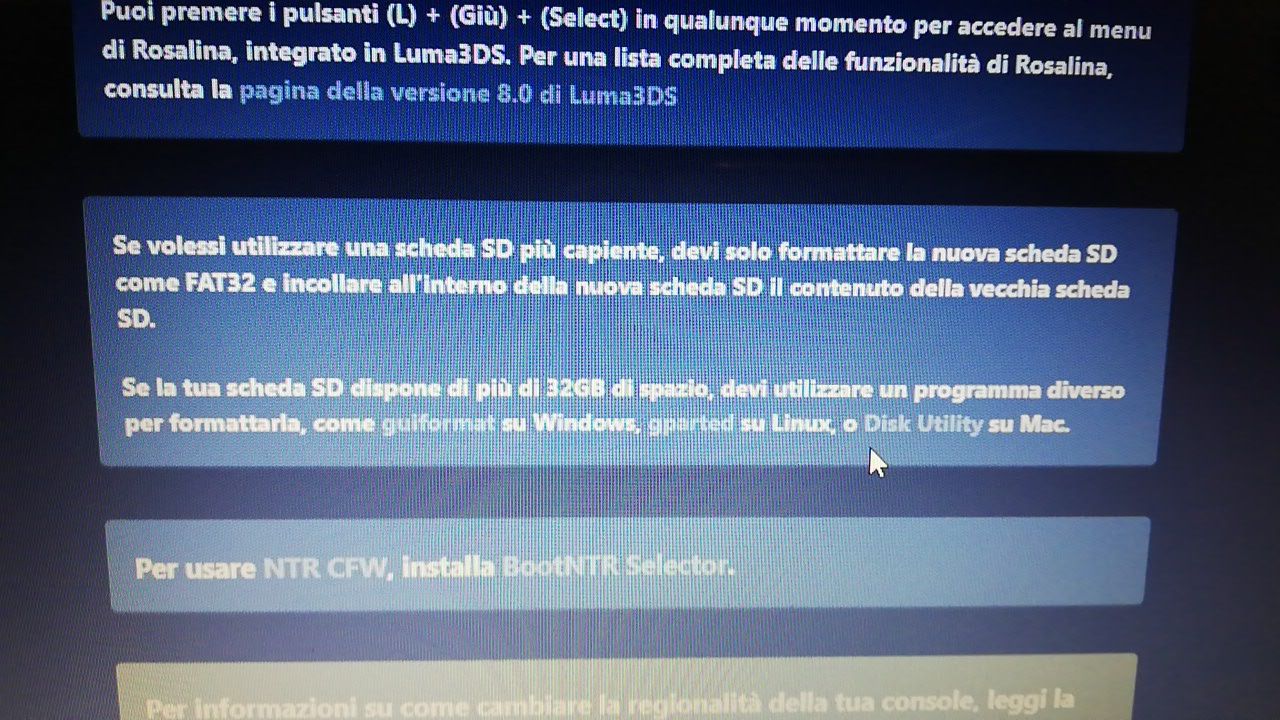 Puoi premere i pulsanti (L) + (Giù) + (Select) in qualunque momento per accedere al menu
di Rosalina, integrato in Luma3DS. Per una lista completa delle funzionalità di Rosalina,
consulta la pagina della versione 8.0 di Luma3DS
Se volessi utilizzare una scheda SD più capiente, devi solo formattare la nuova scheda SD
come FAT32 e incollare all'interno della nuova scheda SD il contenuto della vecchia scheda
SD.
Se la tua scheda SD dispone di più di 32GB di spazio, devi utilizzare un programma diverso
per formattarla, come guiformat su Windows, gparted su Linux, o Disk Utility su Mac.
Per usare NTR CFW, installa BootNTR Selector.
Per informazioni su come cambiare la regionalità della tua console, leggi la